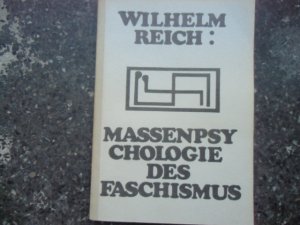 WILHELM
REICH:
MASSENPSY
CHOLOGIE
DES
FASCHISMUS